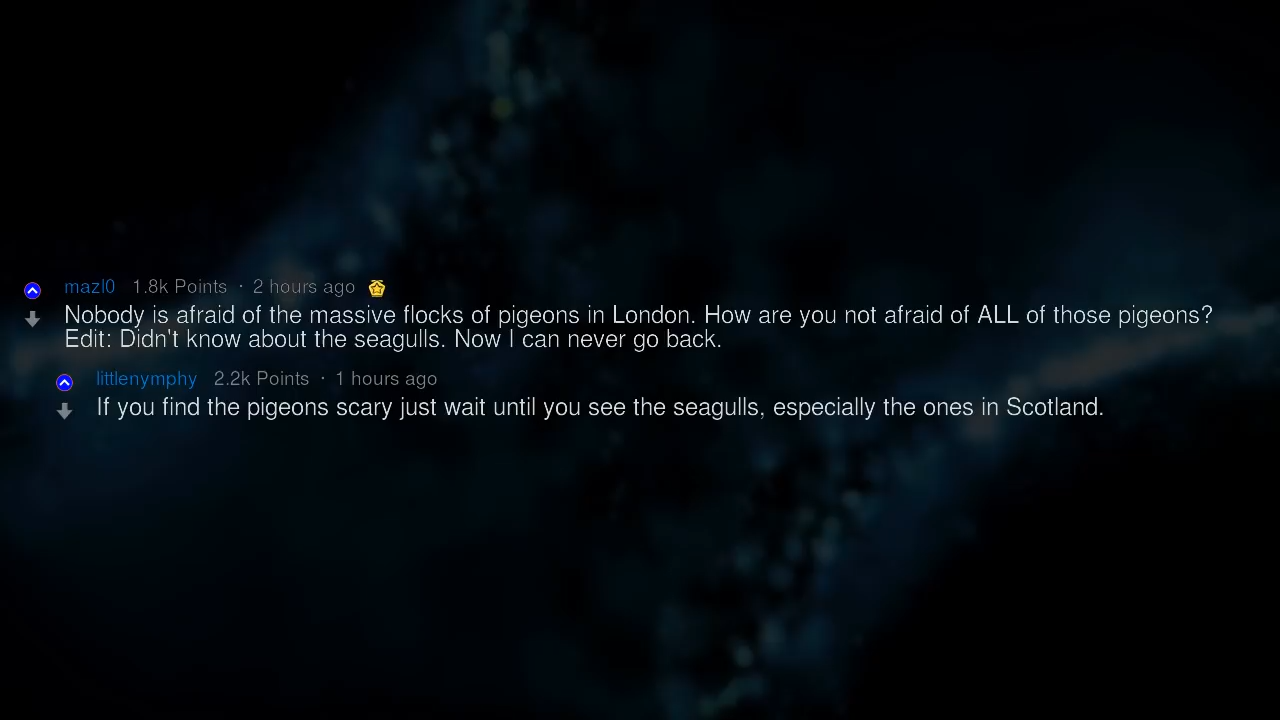 mazl0 1.8k Points · 2 hours ago
Nobody is afraid of the massive flocks of pigeons in London. How are you not afraid of ALL of those pigeons?
Edit: Didn't know about the seagulls. Now I can never go back.
littlenymphy 2.2k Points · 1 hours ago
If you find the pigeons scary just wait until you see the seagulls, especially the ones in Scotland.